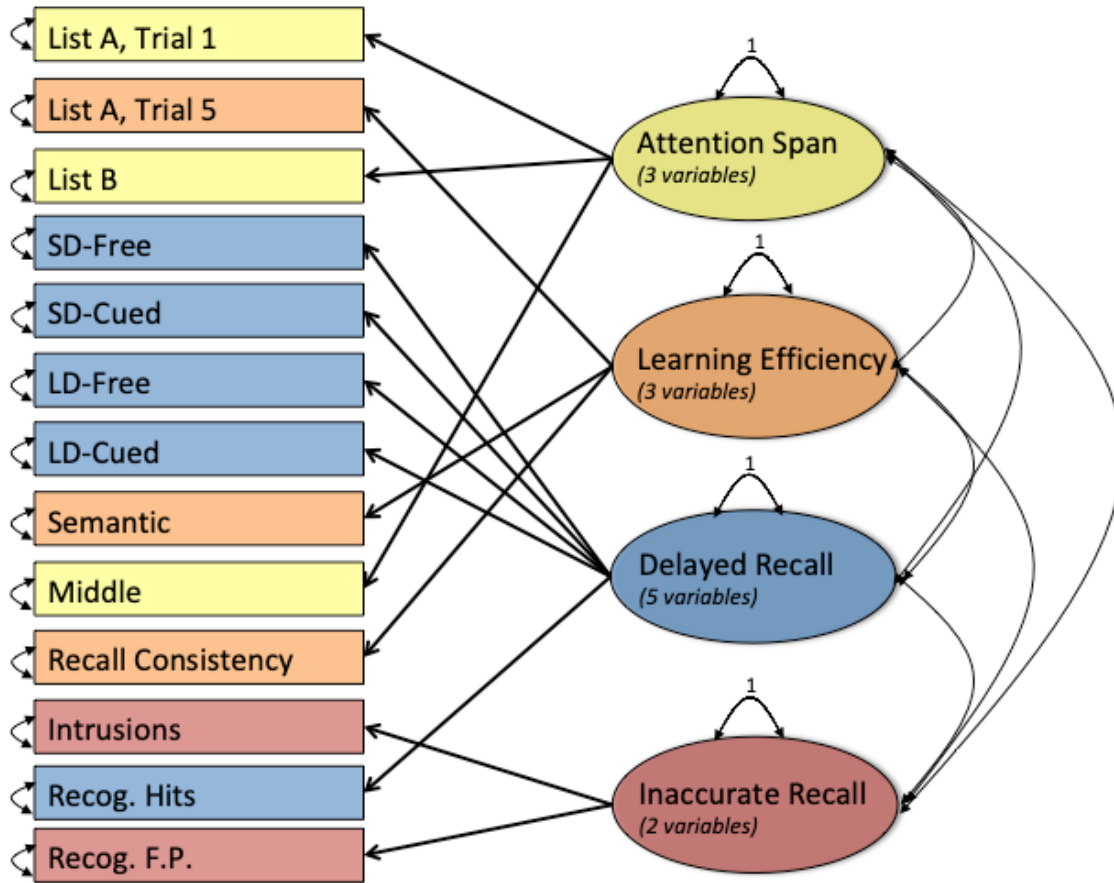 List A, Trial 1
List A, Trial 5
List B
SD-Free
SD-Cued
LD-Free
LD-Cued
Semantic
Middle
Recall Consistency
Intrusions
Recog. Hits
Recog. F.P.
1
Attention Span
(3 variables)
1
Learning Efficiency
(3 variables)
1
Delayed Recall
(5 variables)
1
Inaccurate Recall
(2 variables)